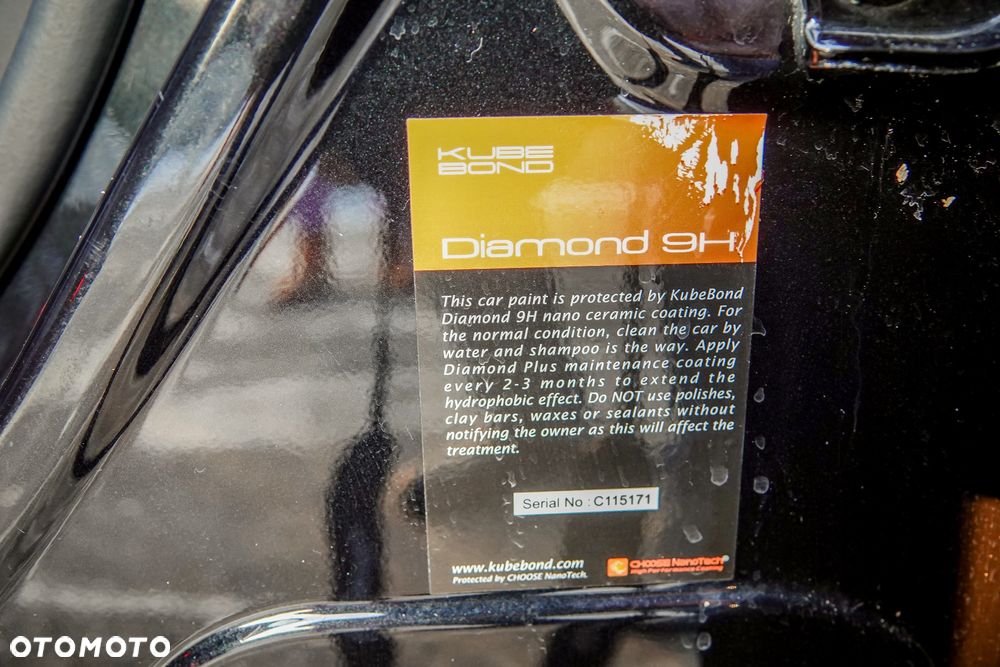 KUBE
BOND
Diamond 9H
This car paint is protected by KubeBond
Diamond 9H nano ceramic coating. For
the normal condition, clean the car by
water and shampoo is the way. Apply
Diamond Plus maintenance coating
every 2-3 months to extend the
hydrophobic effect. Do NOT use polishes,
clay bars, waxes or sealants without
notifying the owner as this will affect the
treatment.
Serial No : C115171
www.kubebond.com
Protected by CHOOSE NanoTech.
CHOOSE NanoTech®
High Performance Coating
OTOMOTO